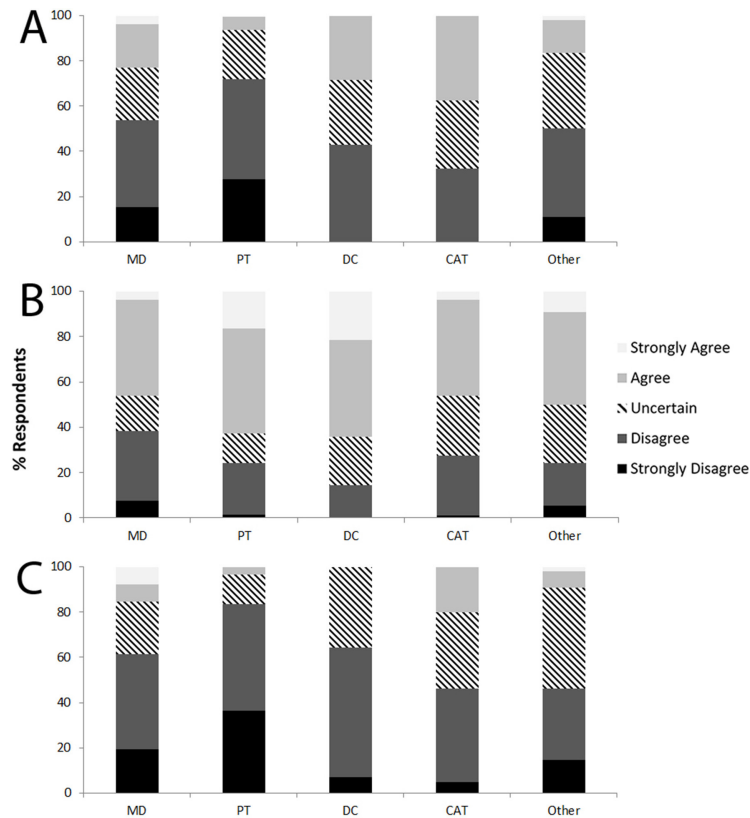 A
100
80
60
40
20
0
MD PT DC CAT Other
B
100
80
60
40
20
0
MD PT DC CAT Other
% Respondents
Strongly Agree
Agree
Uncertain
Disagree
Strongly Disagree
C
100
80
60
40
20
0
MD PT DC CAT Other